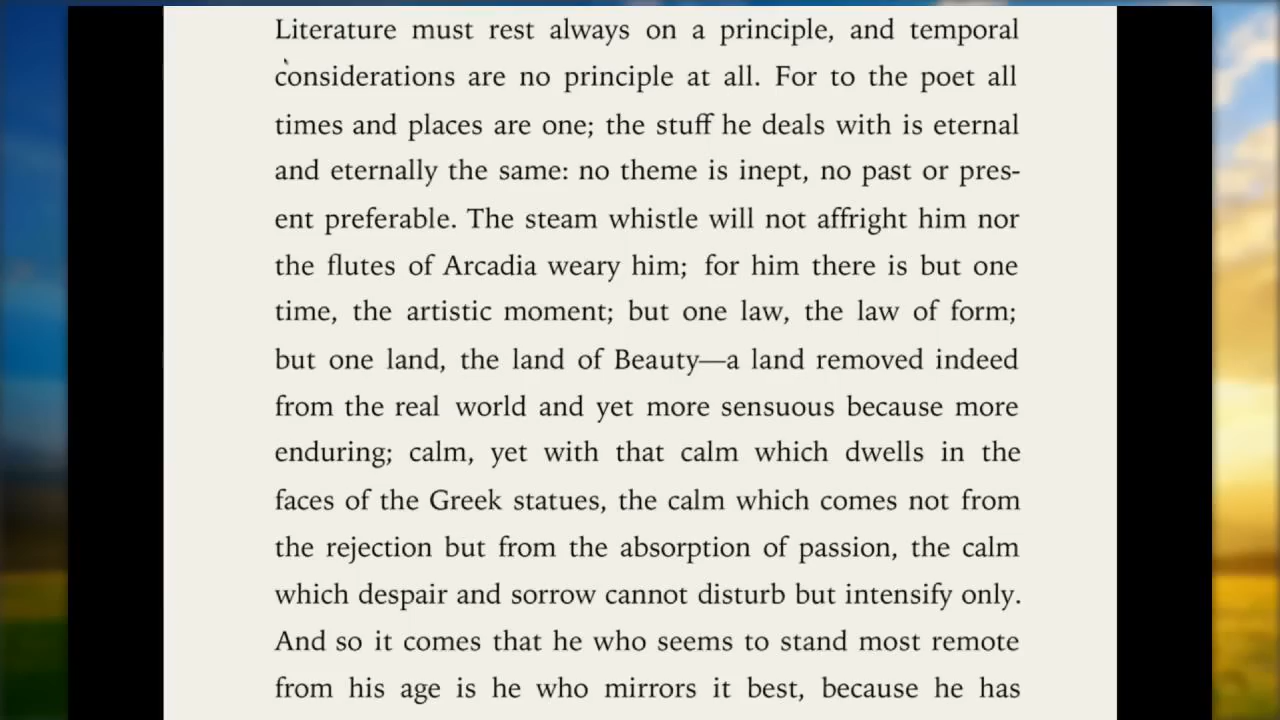 Literature must rest always on a principle, and temporal
considerations are no principle at all. For to the poet all
times and places are one; the stuff he deals with is eternal
and eternally the same: no theme is inept, no past or pres-
ent preferable. The steam whistle will not affright him nor
the flutes of Arcadia weary him; for him there is but one
time, the artistic moment; but one law, the law of form;
but one land, the land of Beauty—a land removed indeed
from the real world and yet more sensuous because more
enduring; calm, yet with that calm which dwells in the
faces of the Greek statues, the calm which comes not from
the rejection but from the absorption of passion, the calm
which despair and sorrow cannot disturb but intensify only.
And so it comes that he who seems to stand most remote
from his age is he who mirrors it best, because he has